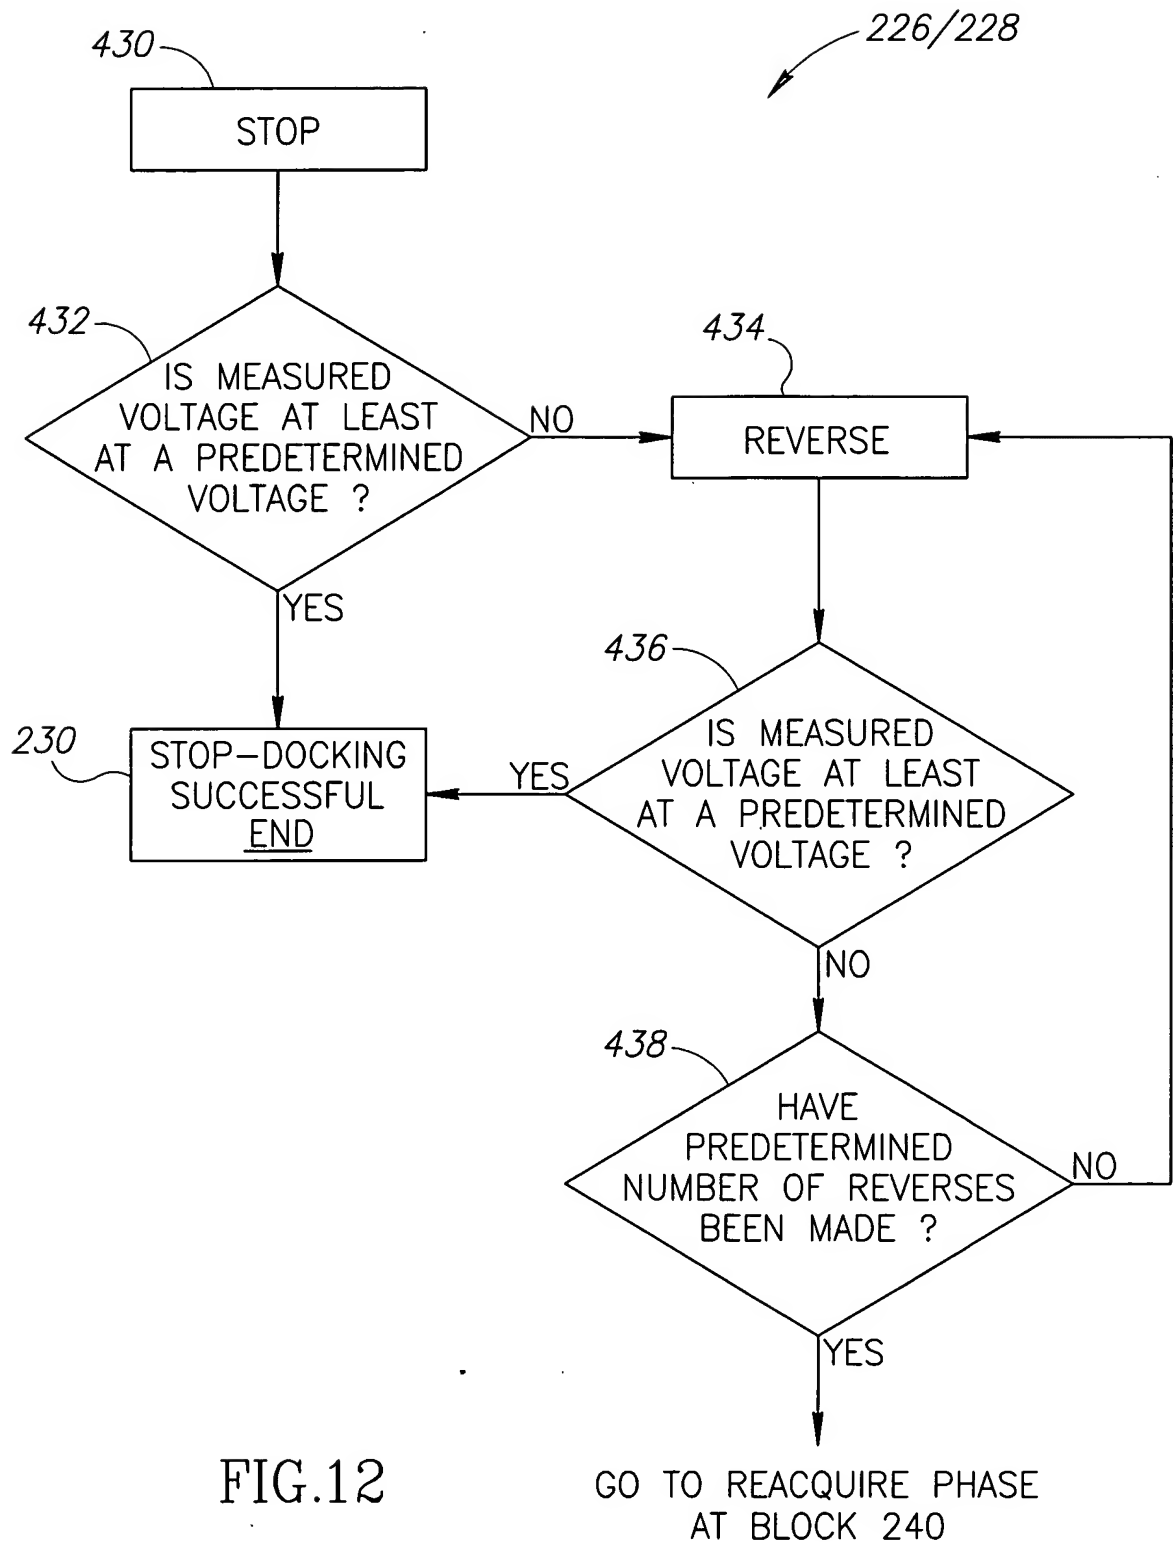 226/228
430
STOP
432
IS MEASURED
VOLTAGE AT LEAST
AT A PREDETERMINED
VOLTAGE ?
NO
YES
434
REVERSE
436
IS MEASURED
VOLTAGE AT LEAST
AT A PREDETERMINED
VOLTAGE ?
YES
NO
230
STOP-DOCKING
SUCCESSFUL
END
438
HAVE
PREDETERMINED
NUMBER OF REVERSES
BEEN MADE ?
NO
YES
GO TO REACQUIRE PHASE
AT BLOCK 240
FIG.12